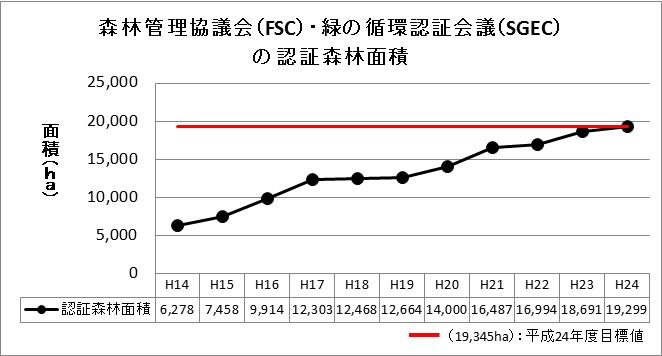 森林管理協議会(FSC)・緑の循環認証会議(SGEC)
の認証森林面積
面積(ha)
25,000
20,000
15,000
10,000
5,000
0
H14 H15 H16 H17 H18 H19 H20 H21 H22 H23 H24
認証森林面積 6,278 7,458 9,914 12,303 12,468 12,664 14,000 16,487 16,994 18,691 19,299
(19,345ha):平成24年度目標値